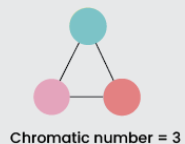 Chromatic number = 3